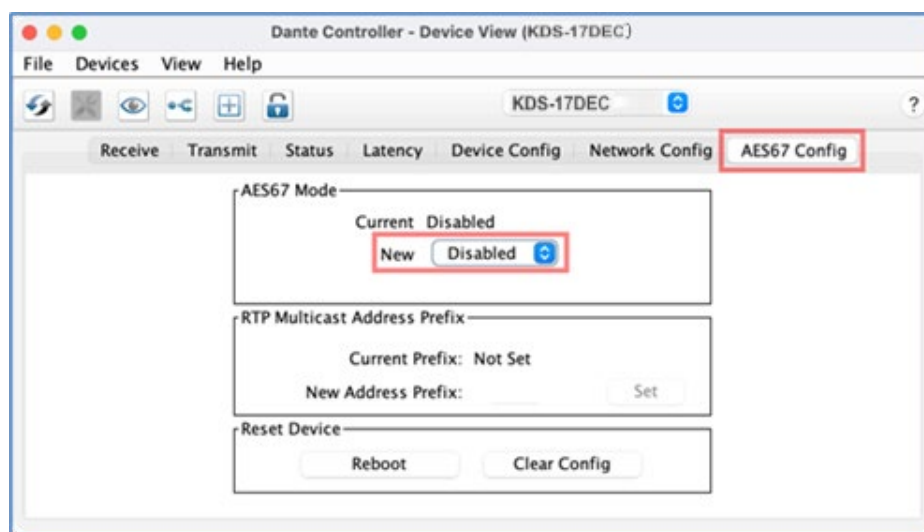 Dante Controller - Device View (KDS-17DEC)
File Devices View Help
KDS-17DEC
?
Receive Transmit Status Latency Device Config Network Config AES67 Config
AES67 Mode
Current Disabled
New Disabled
RTP Multicast Address Prefix
Current Prefix: Not Set
New Address Prefix: Set
Reset Device
Reboot Clear Config